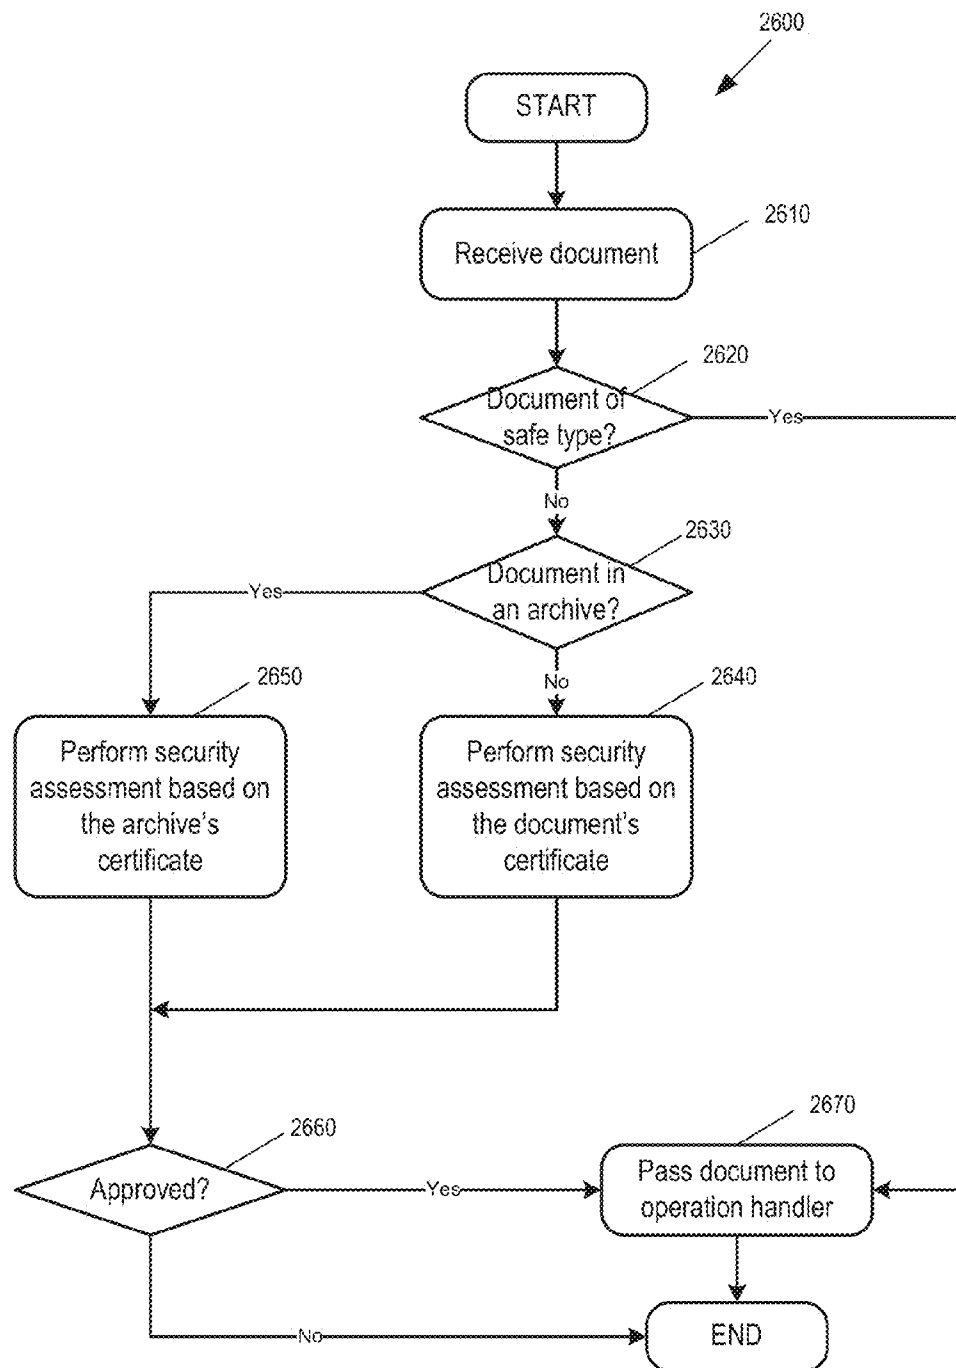 2600
START
2610
Receive document
2620
Document of
safe type?
Yes
No
2630
Document in
an archive?
Yes
No
2650
2640
Perform security
assessment based on
the archive's
certificate
Perform security
assessment based on
the document's
certificate
2660
2670
Approved?
Yes
Pass document to
operation handler
No
END